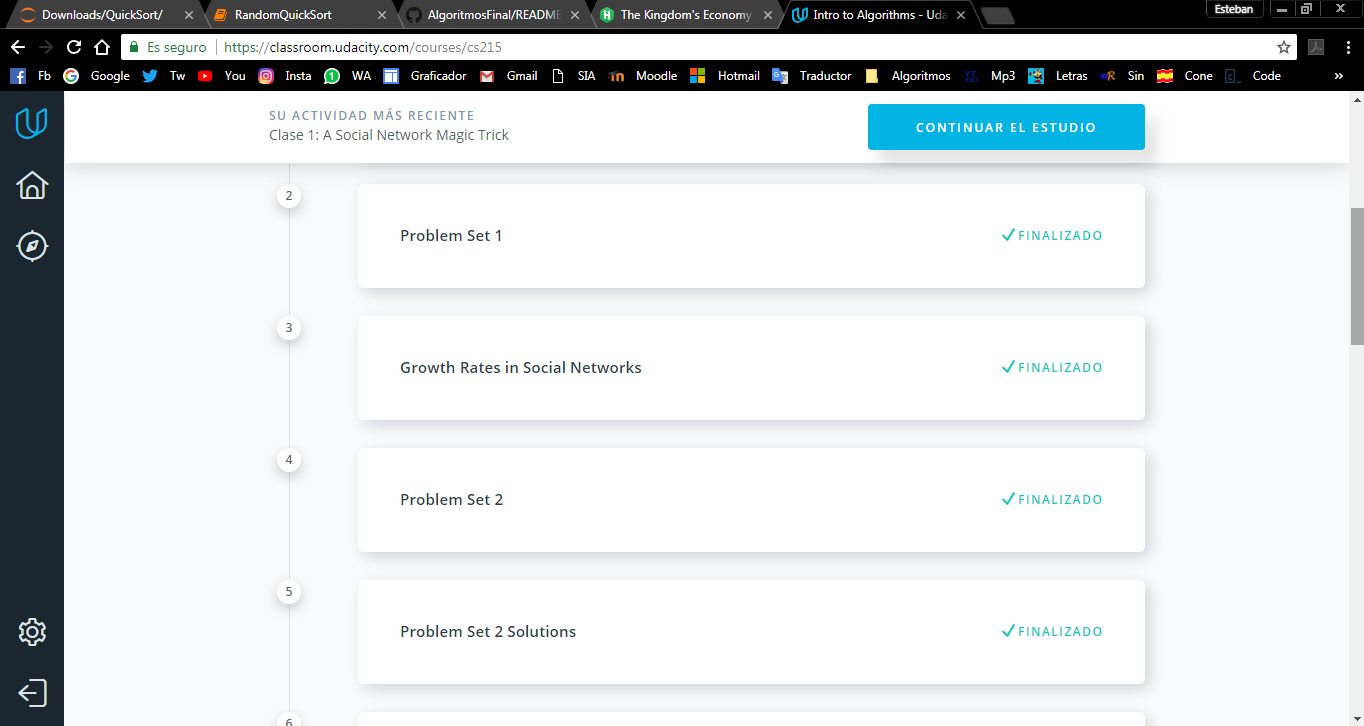 Downloads/QuickSort/ RandomQuickSort AlgoritmosFinal/README The Kingdom's Economy Intro to Algorithms - Uda Esteban
Es seguro https://classroom.udacity.com/courses/cs215
Fb Google Tw You Insta WA Graficador Gmail SIA Moodle Hotmail Traductor Algoritmos Mp3 Letras Sin Cone Code »
SU ACTIVIDAD MÁS RECIENTE
Clase 1: A Social Network Magic Trick
CONTINUAR EL ESTUDIO
2
Problem Set 1 FINALIZADO
3
Growth Rates in Social Networks FINALIZADO
4
Problem Set 2 FINALIZADO
5
Problem Set 2 Solutions FINALIZADO
6